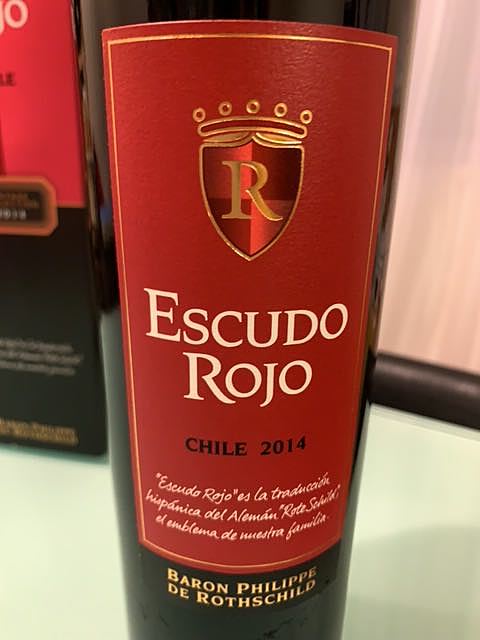 R
ESCUDO
ROJO
CHILE 2014
"Escudo Rojo" es la traducción
hispánica del Alemán "Rote Schild",
el emblema de nuestra familia.
BARON PHILIPPE
DE ROTHSCHILD